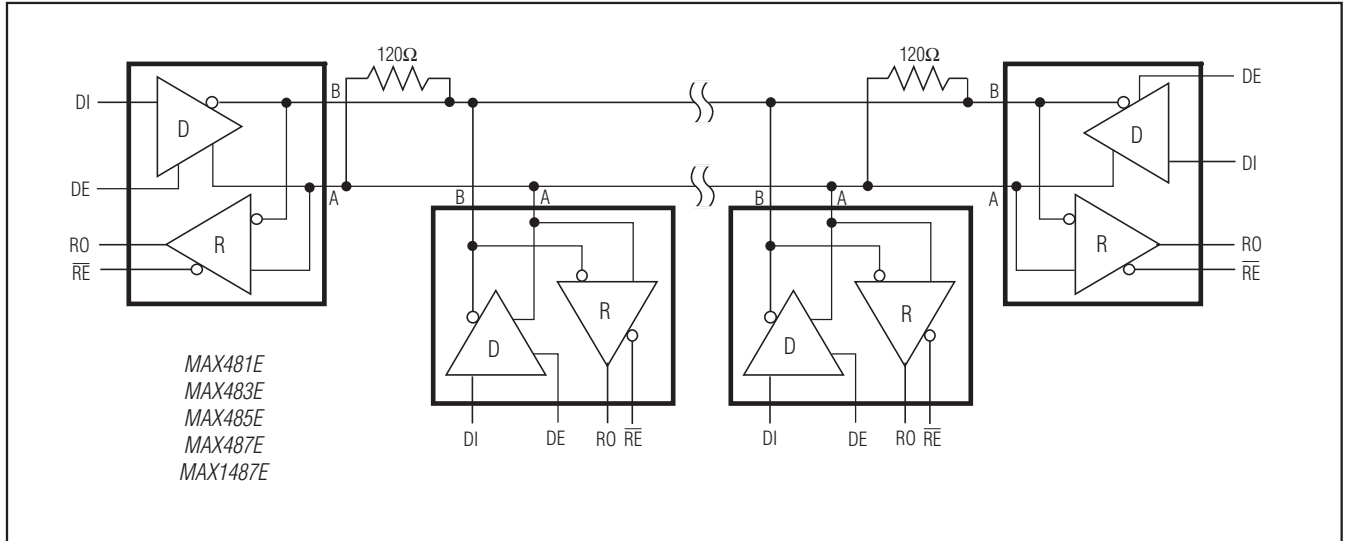 120Ω
120Ω
DI
D
B
B
DE
D
DI
DE
A
B
A
B
A
A
RO
R
R
RO
RE
RE
D
R
D
R
MAX481E
MAX483E
MAX485E
MAX487E
MAX1487E
DI
DE
RO
RE
DI
DE
RO
RE